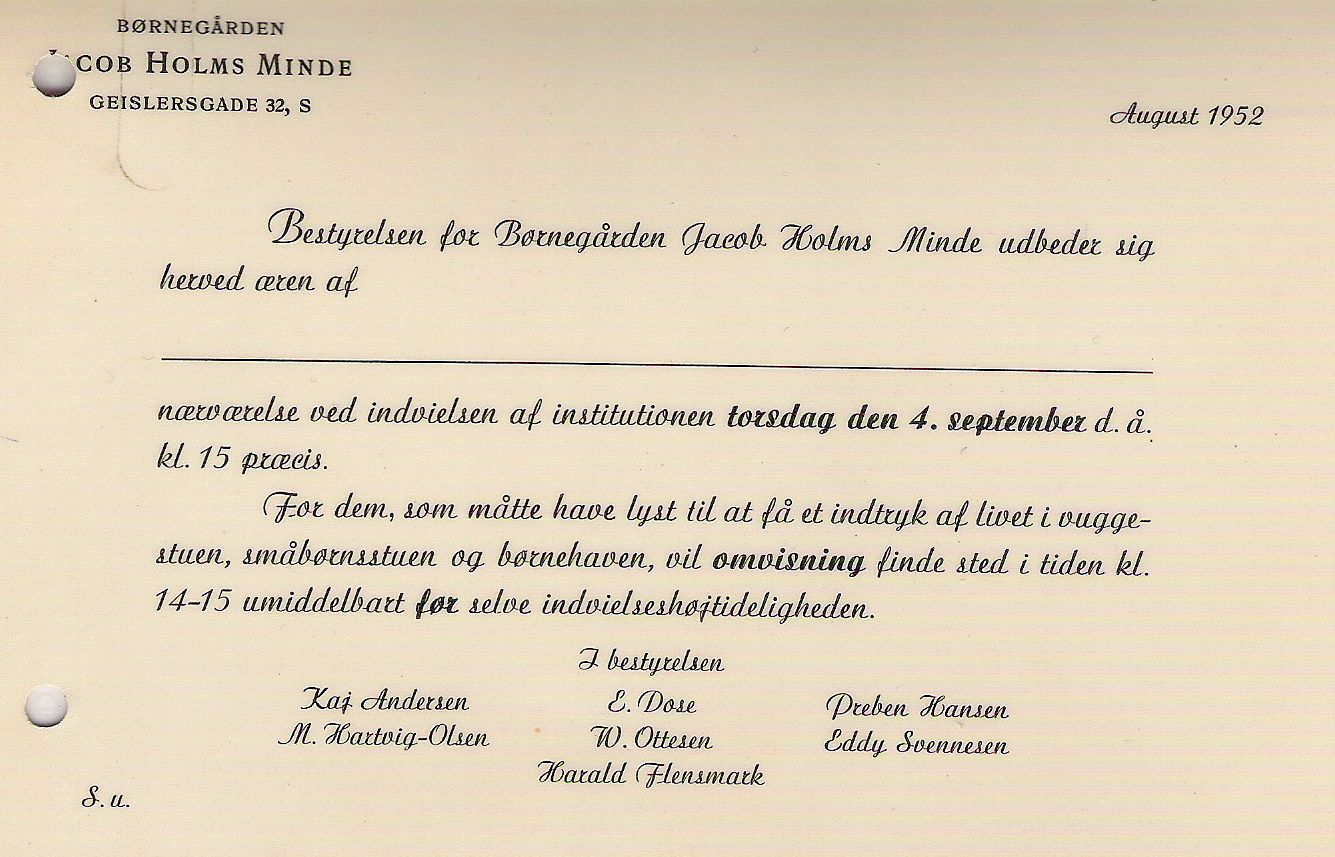 BØRNEGÅRDEN
JACOB HOLMS MINDE
GEISLERSGADE 32, S
August 1952
Bestyrelsen for Børnegården Jacob Holms Minde udbeder sig
herved æren af
nærværelse ved indvielsen af institutionen torsdag den 4. september d. å.
kl. 15 præcis.
For dem, som måtte have lyst til at få et indtryk af livet i vugge-
stuen, småbørnsstuen og børnehaven, vil omvisning finde sted i tiden kl.
14-15 umiddelbart før selve indvielseshøjtideligheden.
I bestyrelsen
Kaj Andersen E. Dose Preben Hansen
M. Hartvig-Olsen W. Ottesen Eddy Svennesen
Harald Flensmark
S. u.